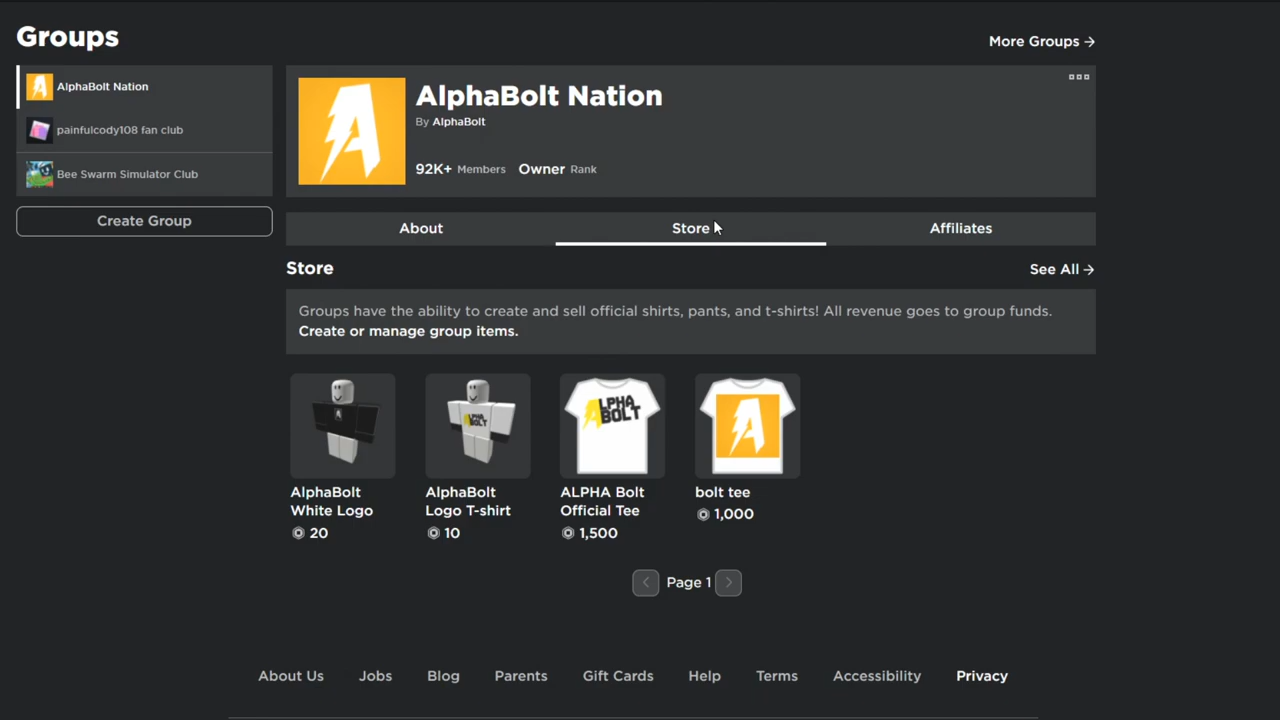 Groups
More Groups →
AlphaBolt Nation
painfulcody108 fan club
Bee Swarm Simulator Club
Create Group
A
AlphaBolt Nation
By AlphaBolt
92K+ Members Owner Rank
About Store Affiliates
Store
See All →
Groups have the ability to create and sell official shirts, pants, and t-shirts! All revenue goes to group funds.
Create or manage group items.
ALPHA
BOLT
ALPHA
BOLT
A
AlphaBolt
White Logo
20
AlphaBolt
Logo T-shirt
10
ALPHA Bolt
Official Tee
1,500
bolt tee
1,000
Page 1
About Us Jobs Blog Parents Gift Cards Help Terms Accessibility Privacy